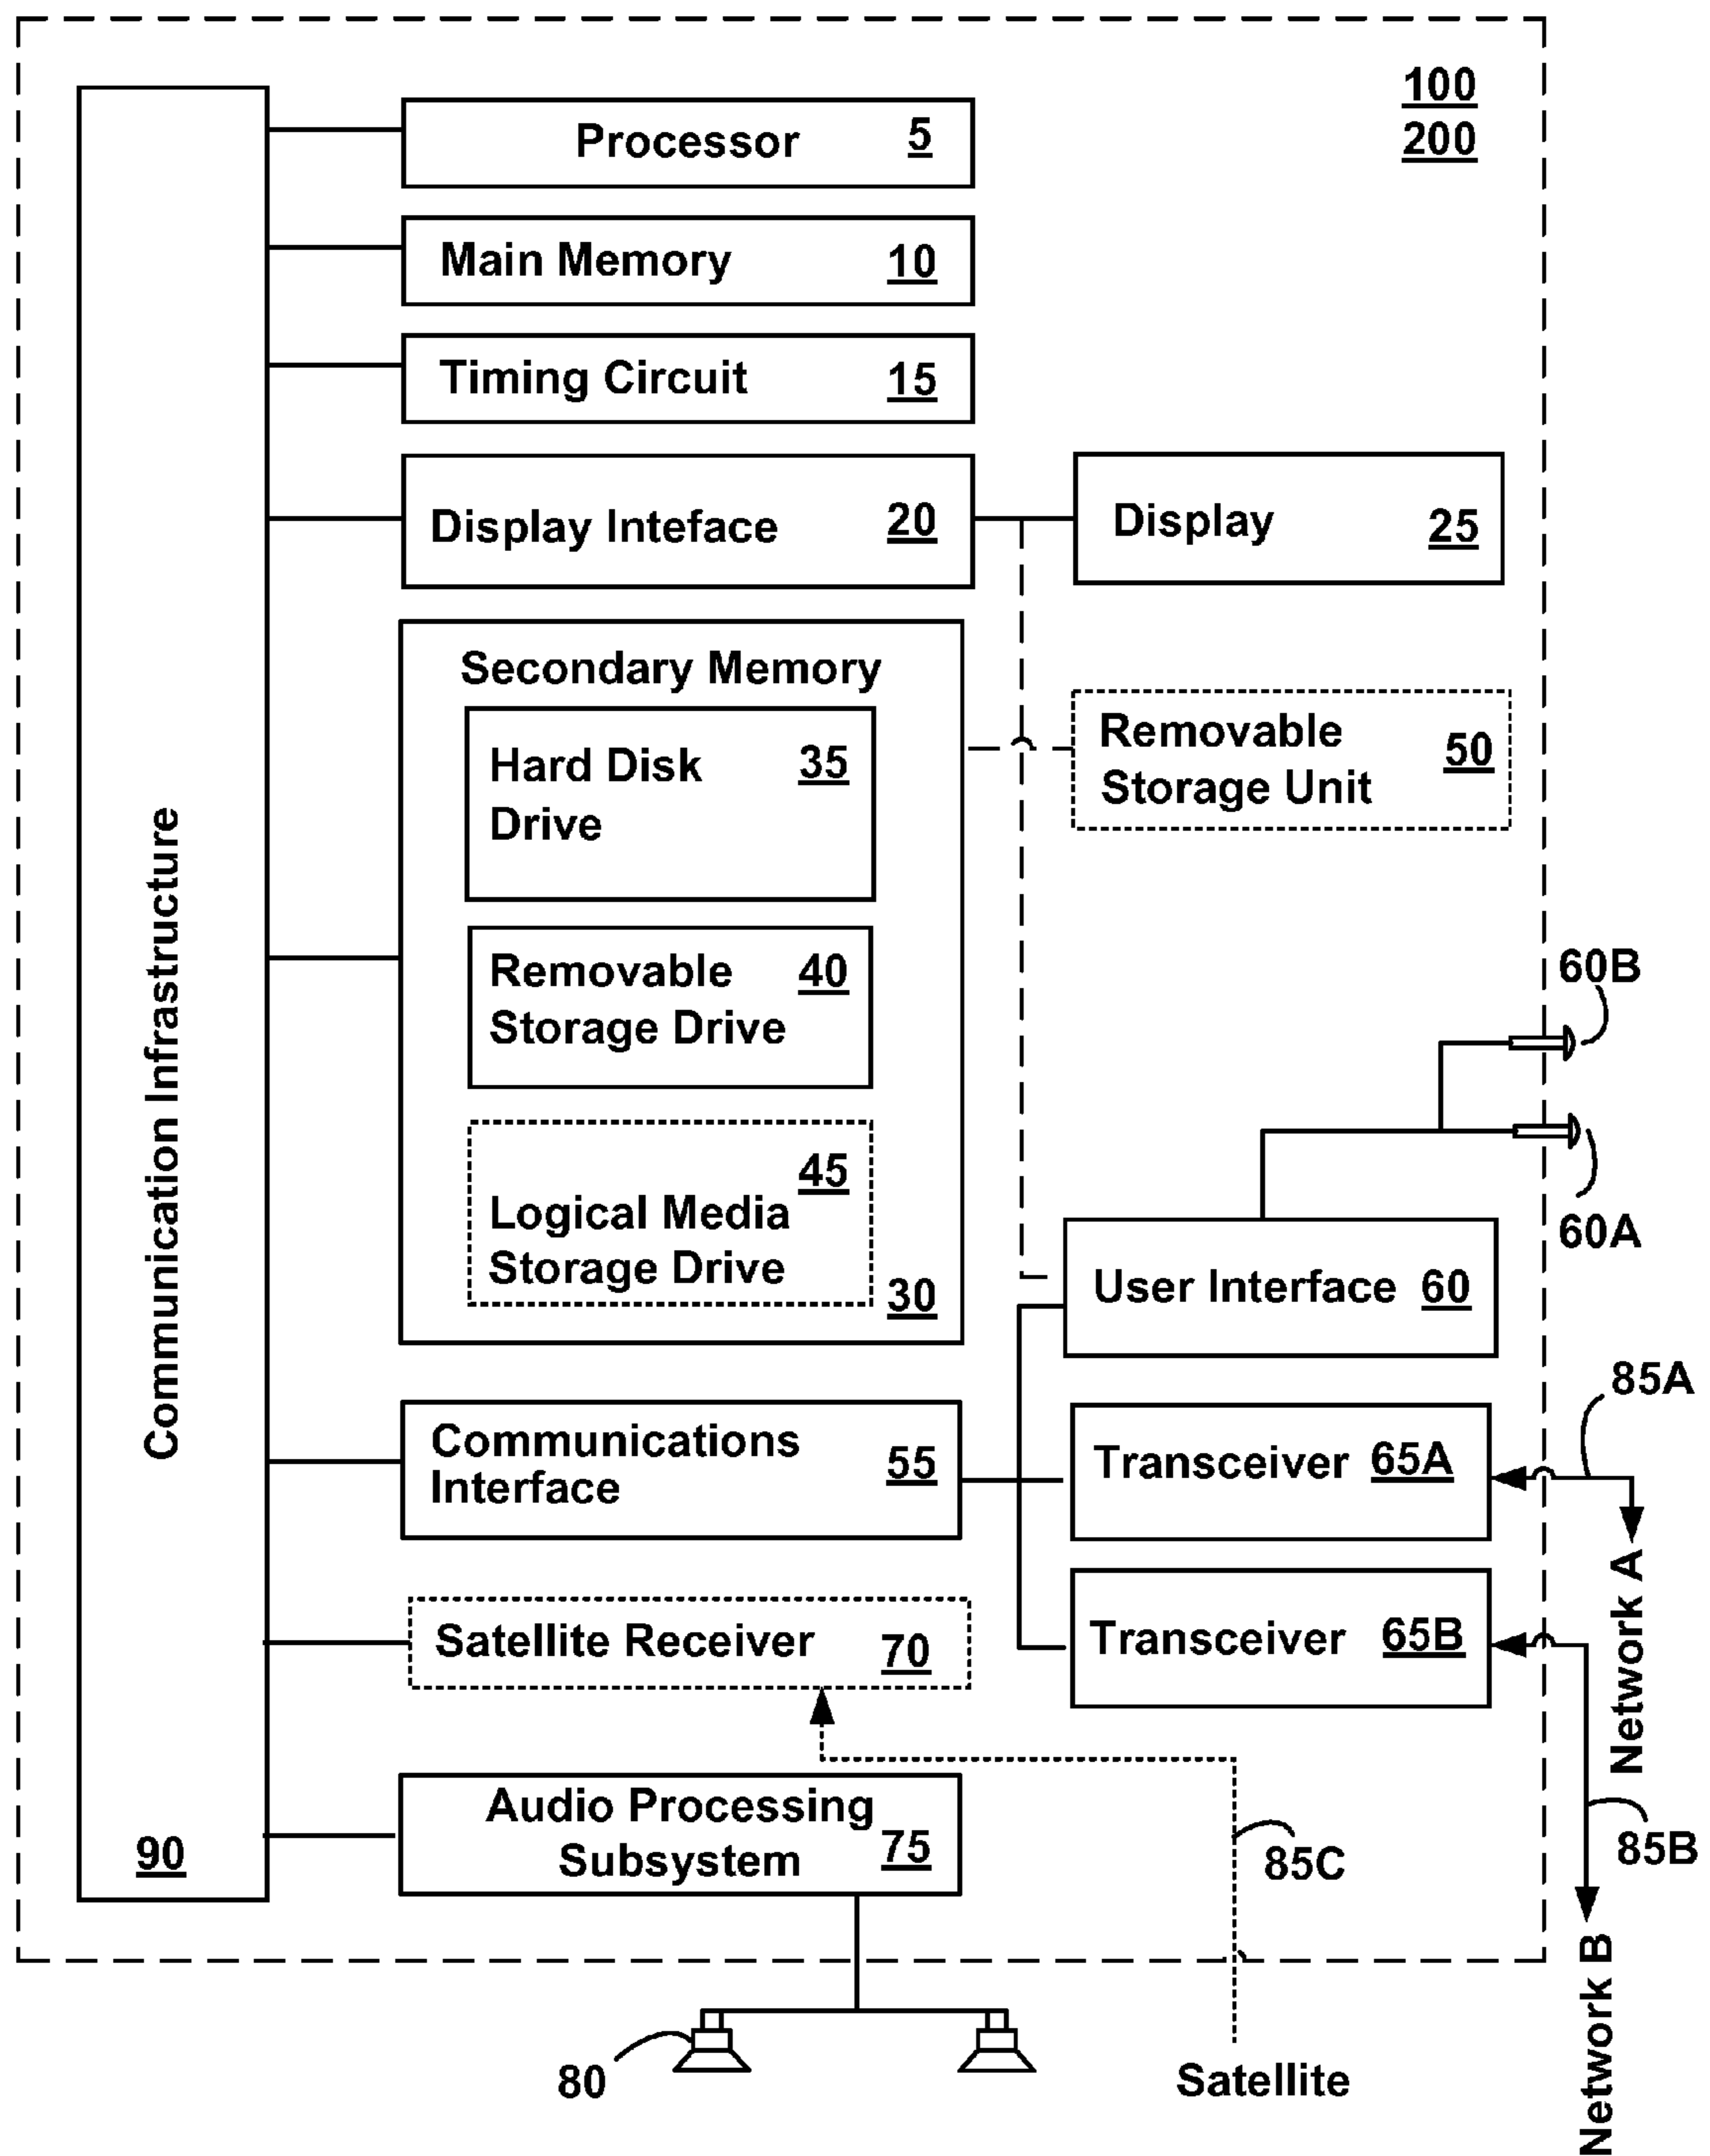 100
200
Processor 5
Main Memory 10
Timing Circuit 15
Display Inteface 20
Display 25
Secondary Memory
Hard Disk 35
Drive
Removable 40
Storage Drive
45
Logical Media
Storage Drive
30
Removable
Storage Unit
50
60B
60A
User Interface 60
Communications
Interface
55
Transceiver 65A
85A
Network A
Transceiver 65B
85B
Network B
Satellite Receiver 70
85C
Satellite
Audio Processing
Subsystem
75
80
Communication Infrastructure
90